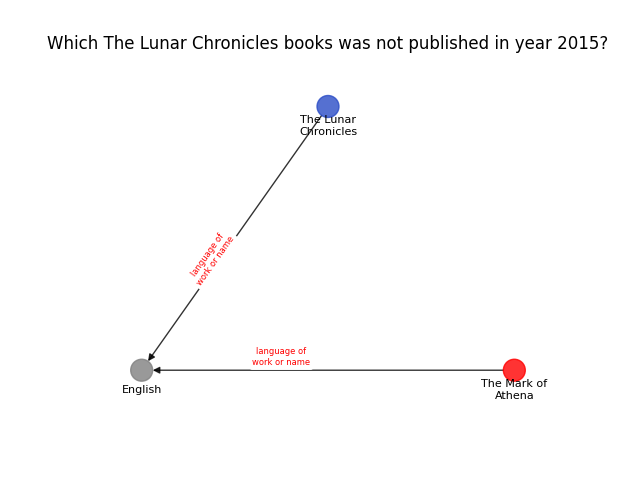 Which The Lunar Chronicles books was not published in year 2015?
The Lunar
Chronicles
language of
work or name
language of
work or name
English
The Mark of
Athena